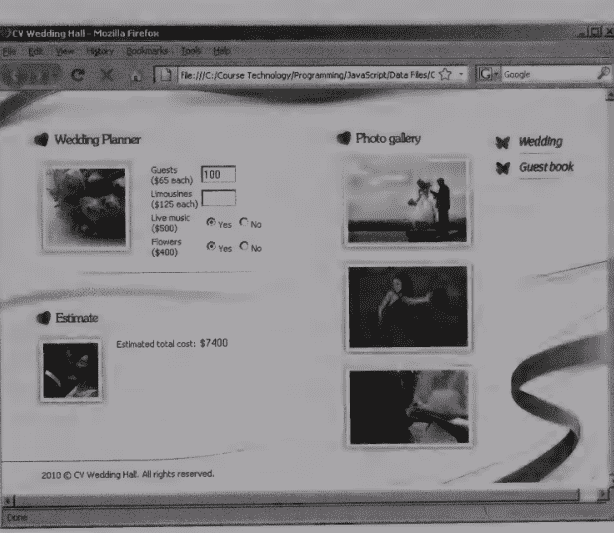 CV Wedding Hall - Mozilla Firefox
File Edit View History Bookmarks Tools Help
file:///C:/Course Technology/Programming/JavaScript/Data Files/C
Google
Wedding Planner
Guests
($65 each)
100
Limousines
($125 each)
Live music
($500)
Yes No
Flowers
($400)
Yes No
Estimate
Estimated total cost: $7400
2010 © CV Wedding Hall. All rights reserved.
Photo gallery
Wedding
Guest book
Done